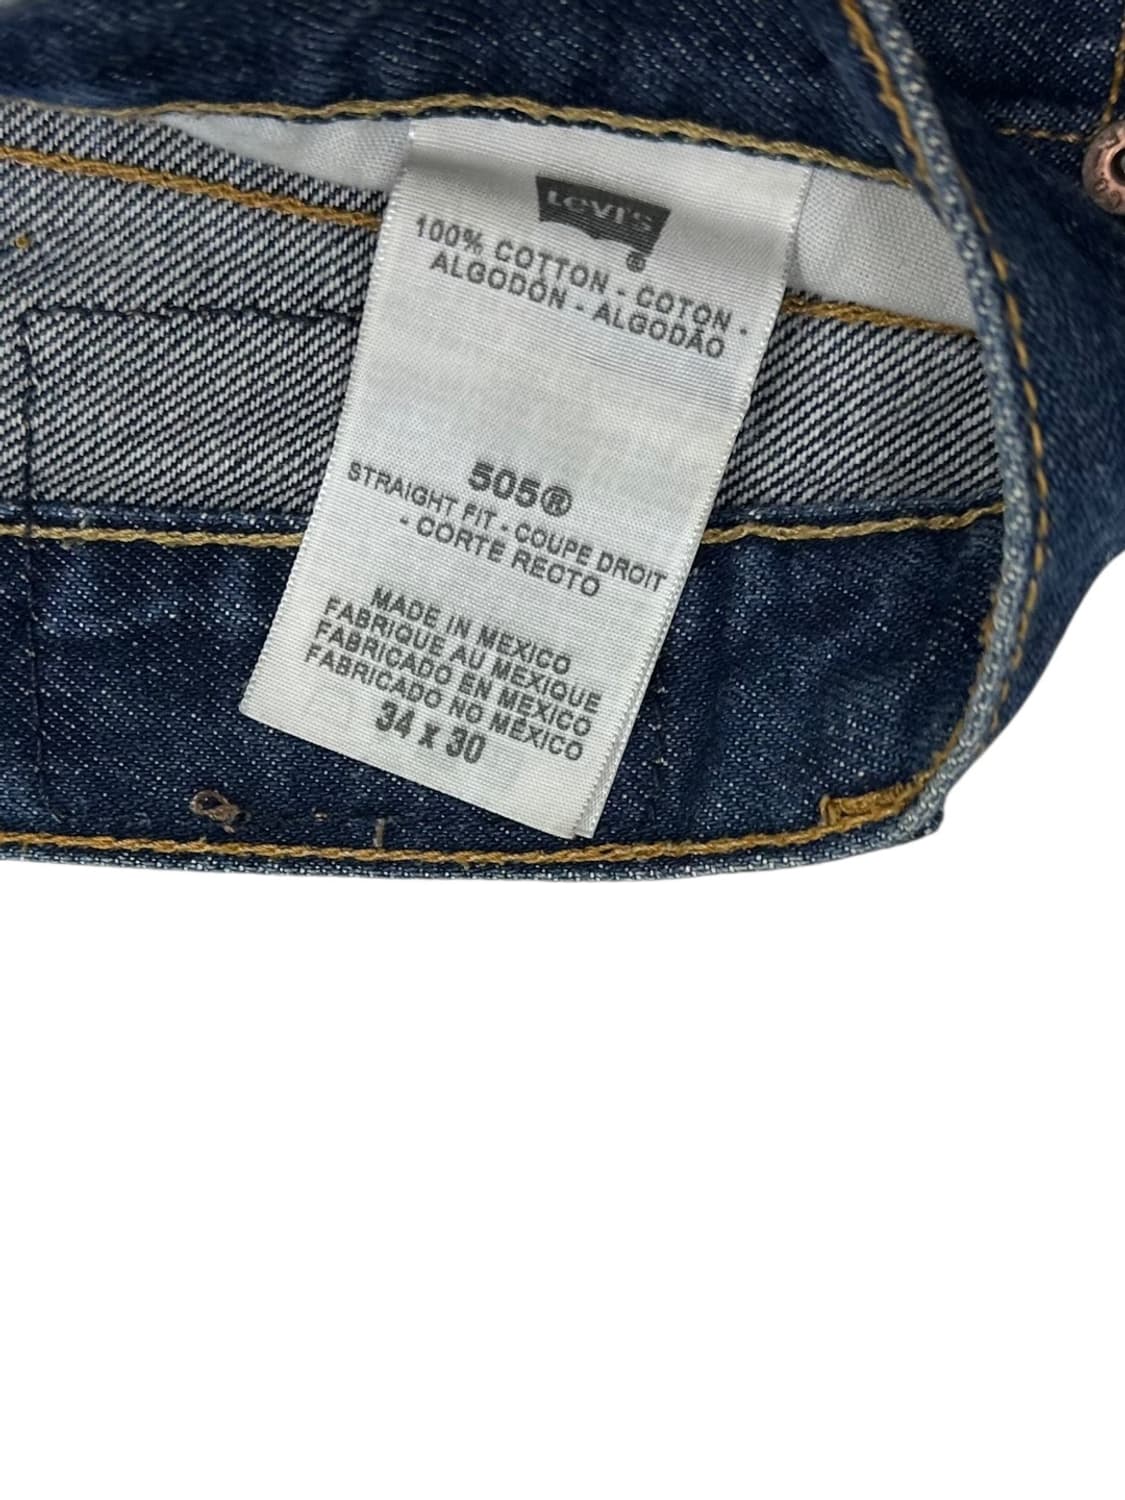 Levi's
®
100% COTTON - COTON -
ALGODÓN - ALGODÃO
505®
STRAIGHT FIT - COUPE DROIT
- CORTE RECTO
MADE IN MEXICO
FABRIQUE AU MEXIQUE
FABRICADO EN MEXICO
FABRICADO NO MÉXICO
34 x 30